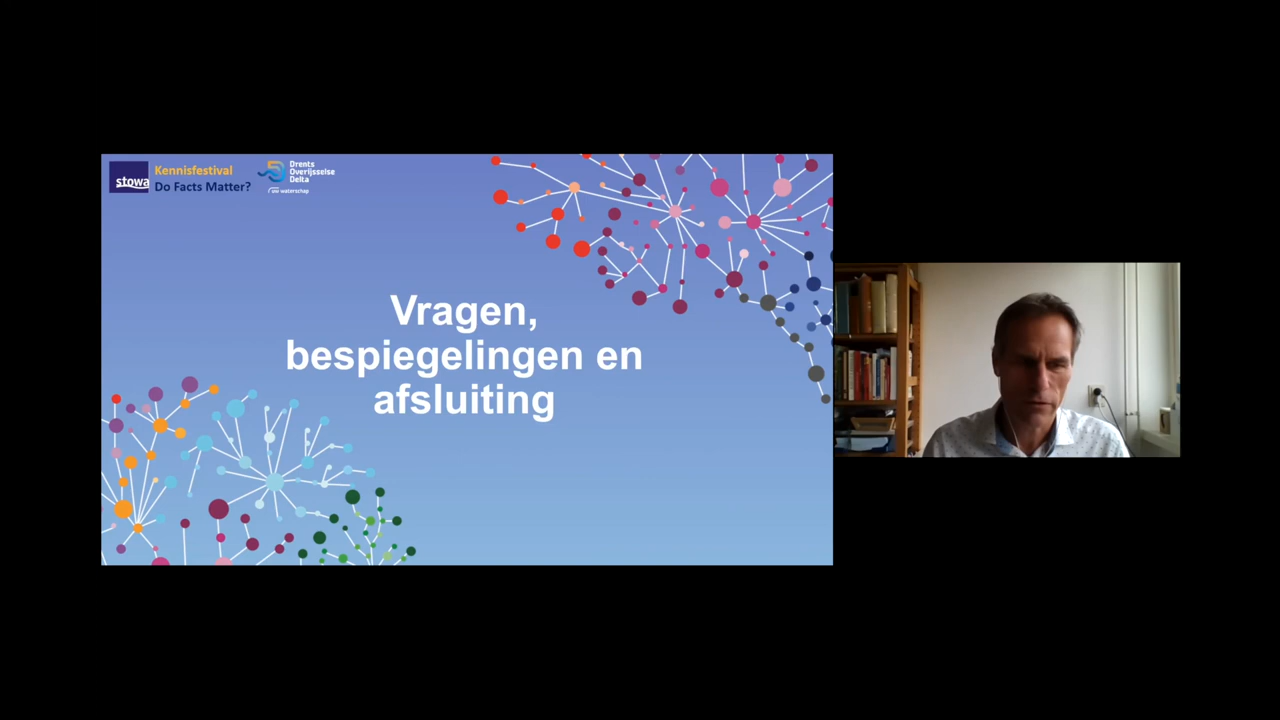 stowa
Kennisfestival
Do Facts Matter?
Drents
Overijsselse
Delta
Vragen,
bespiegelingen en
afsluiting